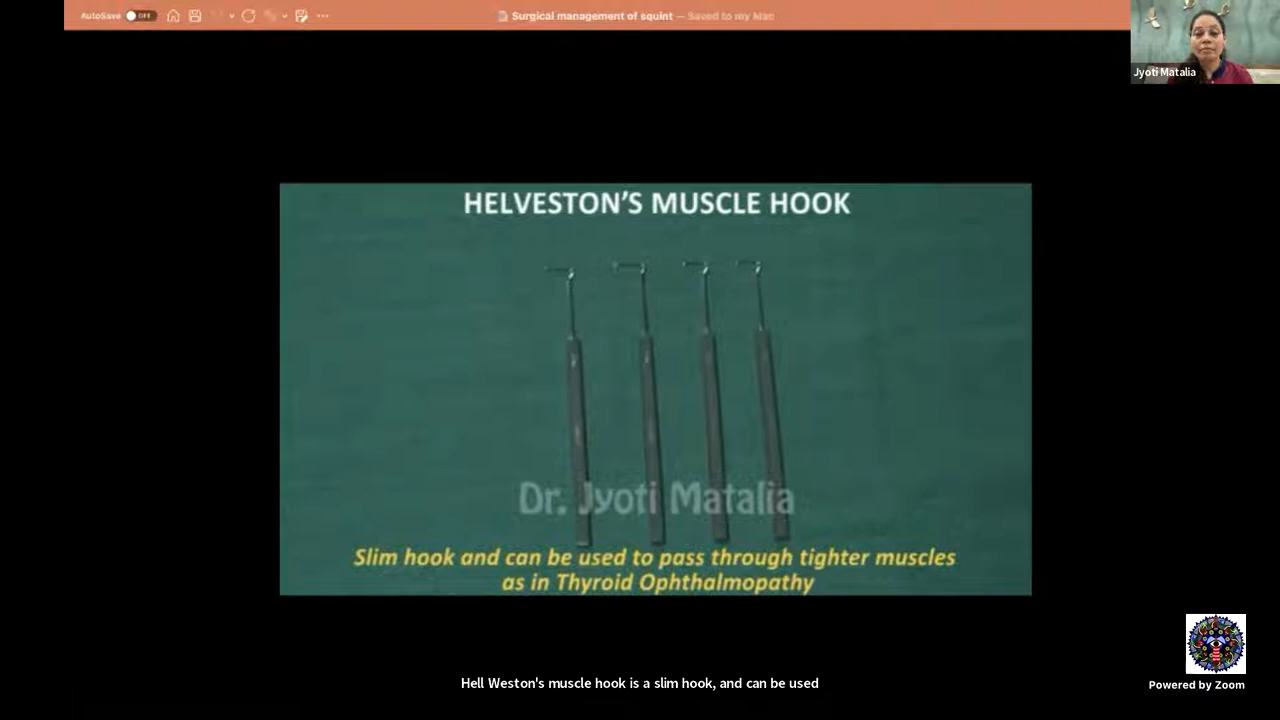 AutoSave OFF
Surgical management of squint — Saved to my Mac
Jyoti Matalia
HELVESTON'S MUSCLE HOOK
Dr. Jyoti Matalia
Slim hook and can be used to pass through tighter muscles
as in Thyroid Ophthalmopathy
Hell Weston's muscle hook is a slim hook, and can be used
Powered by Zoom